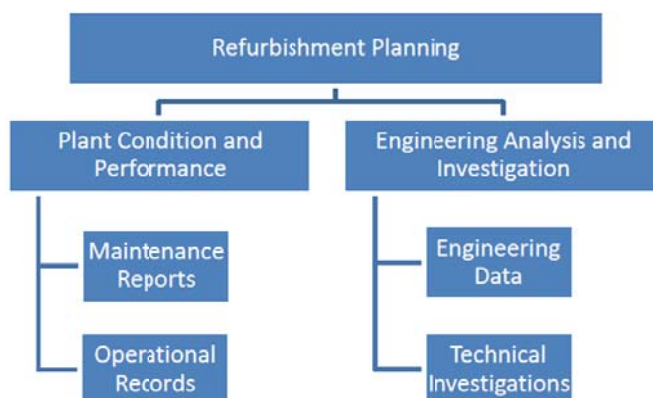 Refurbishment Planning
Plant Condition and
Performance
Engineering Analysis and
Investigation
Maintenance
Reports
Engineering
Data
Operational
Records
Technical
Investigations